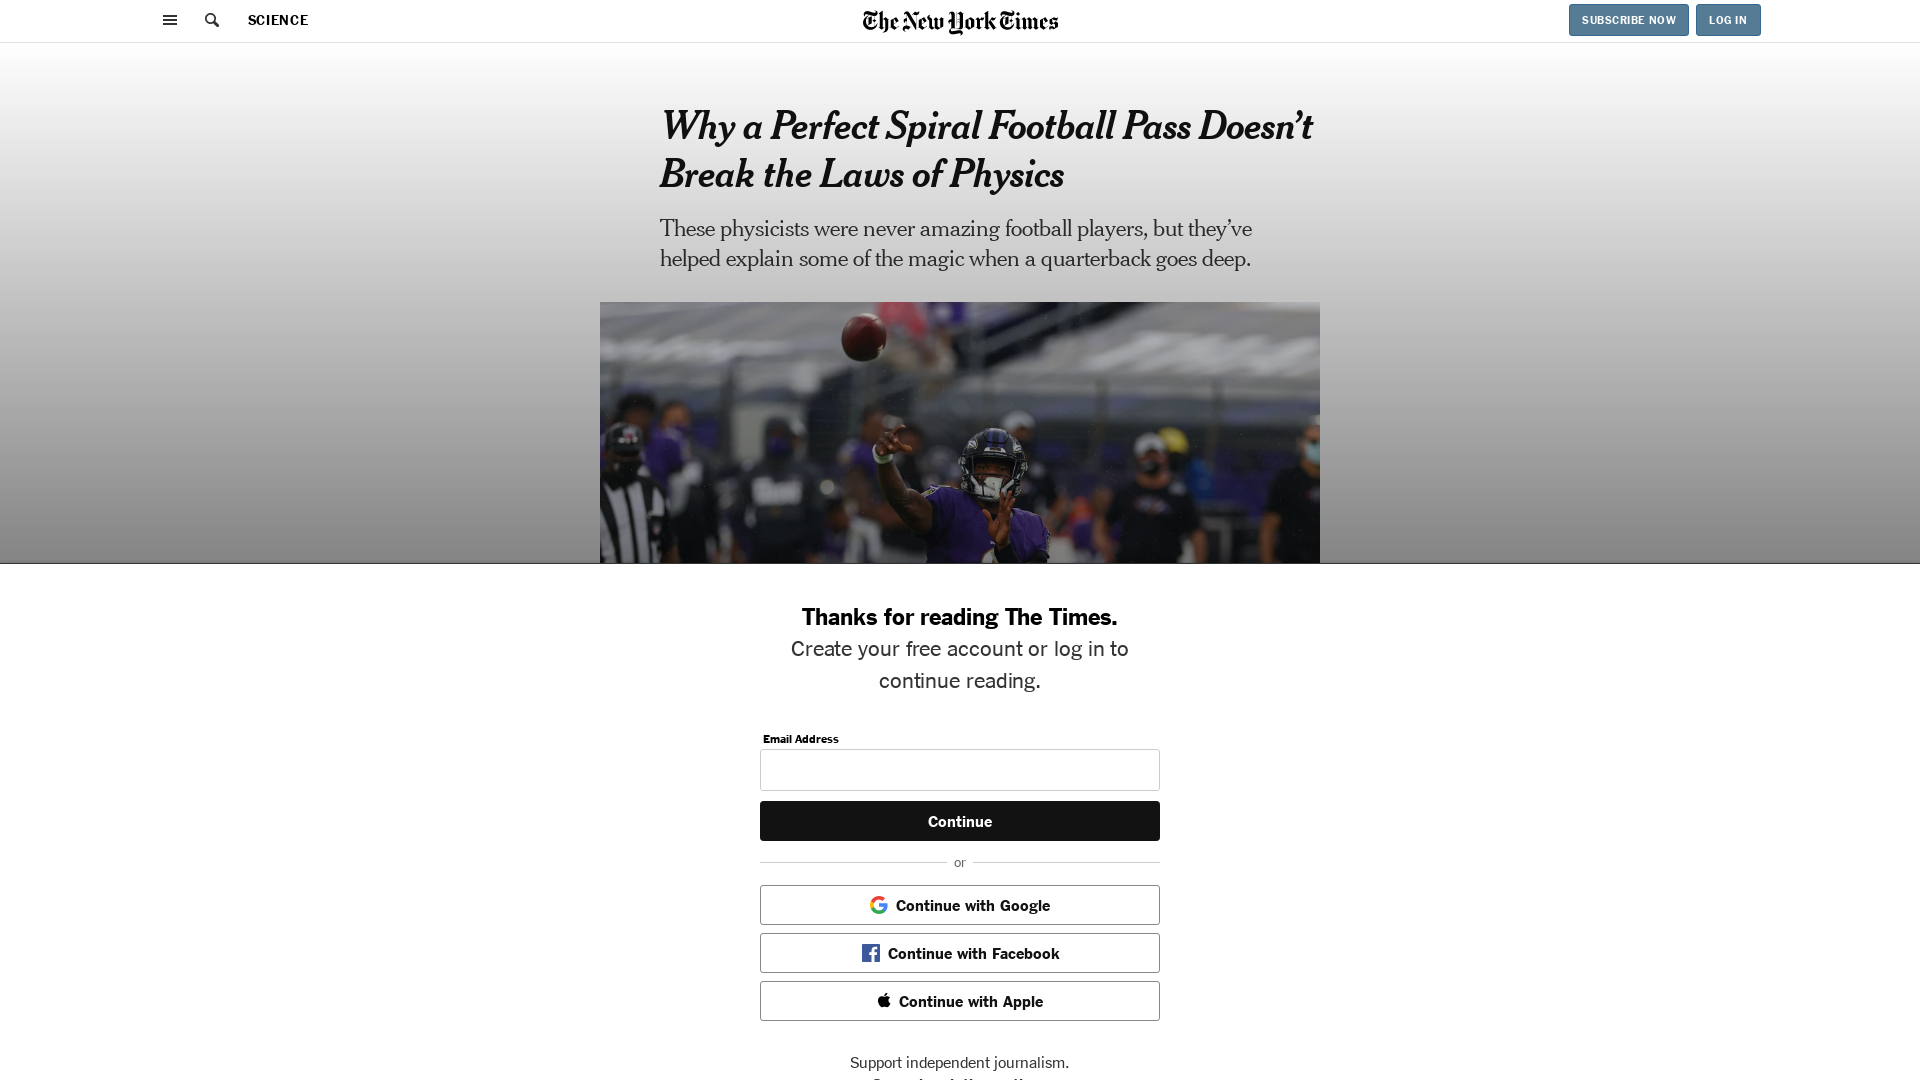 SCIENCE
The New York Times
SUBSCRIBE NOW
LOG IN
Why a Perfect Spiral Football Pass Doesn’t
Break the Laws of Physics
These physicists were never amazing football players, but they’ve
helped explain some of the magic when a quarterback goes deep.
Thanks for reading The Times.
Create your free account or log in to
continue reading.
Email Address
Continue
or
Continue with Google
Continue with Facebook
Continue with Apple
Support independent journalism.